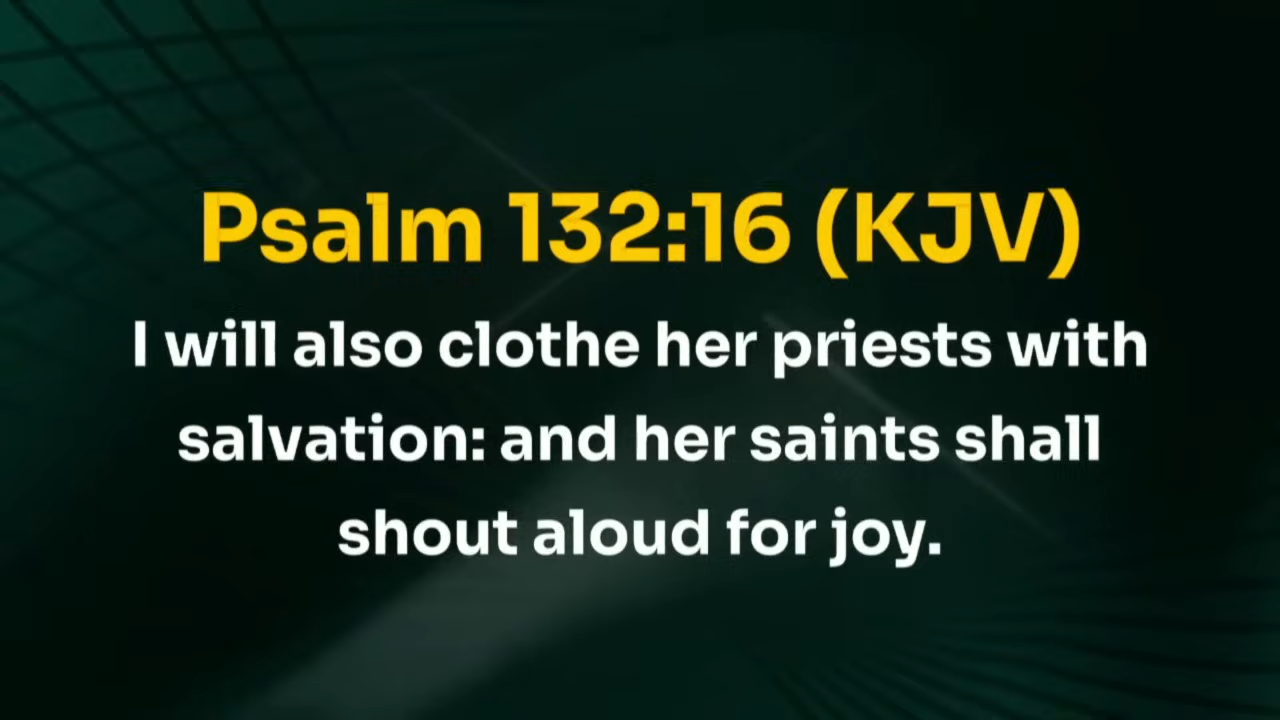 Psalm 132:16 (KJV)
I will also clothe her priests with
salvation: and her saints shall
shout aloud for joy.